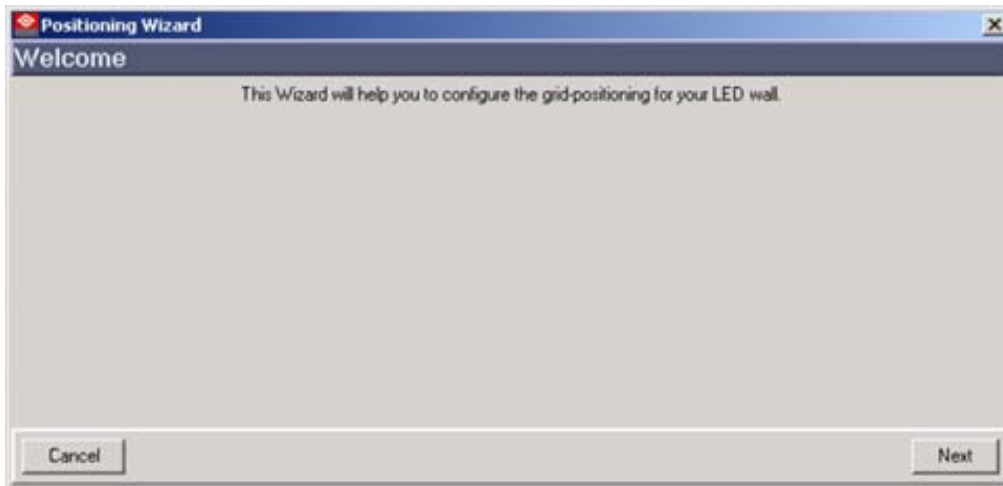 Positioning Wizard
Welcome
This Wizard will help you to configure the grid-positioning for your LED wall.
Cancel Next